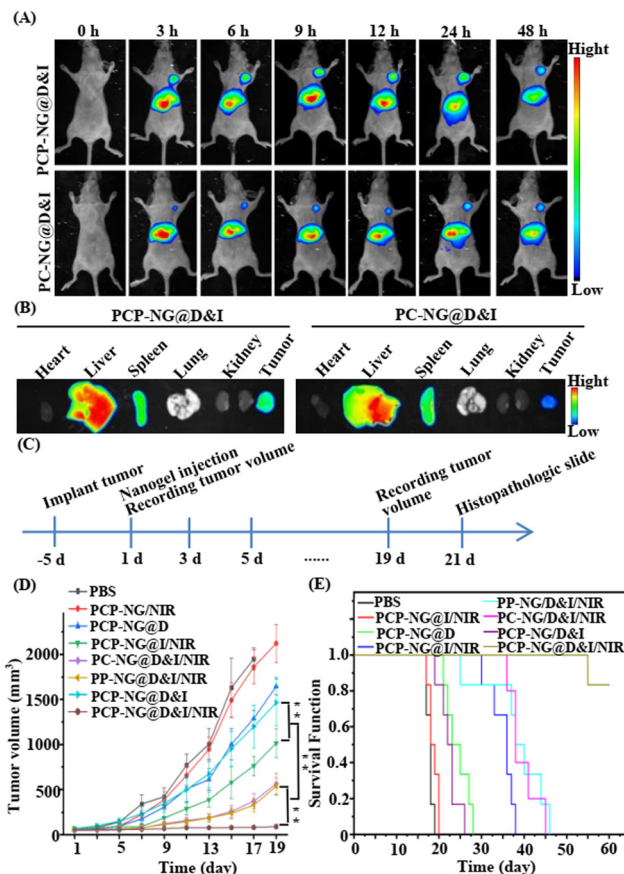 (A)
0 h 3 h 6 h 9 h 12 h 24 h 48 h
Hight
PCP-NG@D&I
PC-NG@D&I
Low
(B)
PCP-NG@D&I PC-NG@D&I
Heart Liver Spleen Lung Kidney Tumor Heart Liver Spleen Lung Kidney Tumor
Hight
Low
(C)
Implant tumor
Nanogel injection
Recording tumor volume
Recording tumor
volume
Histopathologic slide
-5 d 1 d 3 d 5 d ...... 19 d 21 d
(D)
PBS
PCP-NG/NIR
PCP-NG@D
PCP-NG@I/NIR
PC-NG@D&I/NIR
PP-NG@D&I/NIR
PCP-NG@D&I
PCP-NG@D&I/NIR
Tumor volume (mm³)
2000
1500
1000
500
0
**
**
**
1 5 9 13 17 19
Time (day)
(E)
PBS
PCP-NG@I/NIR
PCP-NG@D
PCP-NG@I/NIR
PP-NG/D&I/NIR
PC-NG/D&I/NIR
PCP-NG/D&I
PCP-NG@D&I/NIR
Survival Function
1.0
0.8
0.6
0.4
0.2
0
0 10 20 30 40 50 60
Time (day)